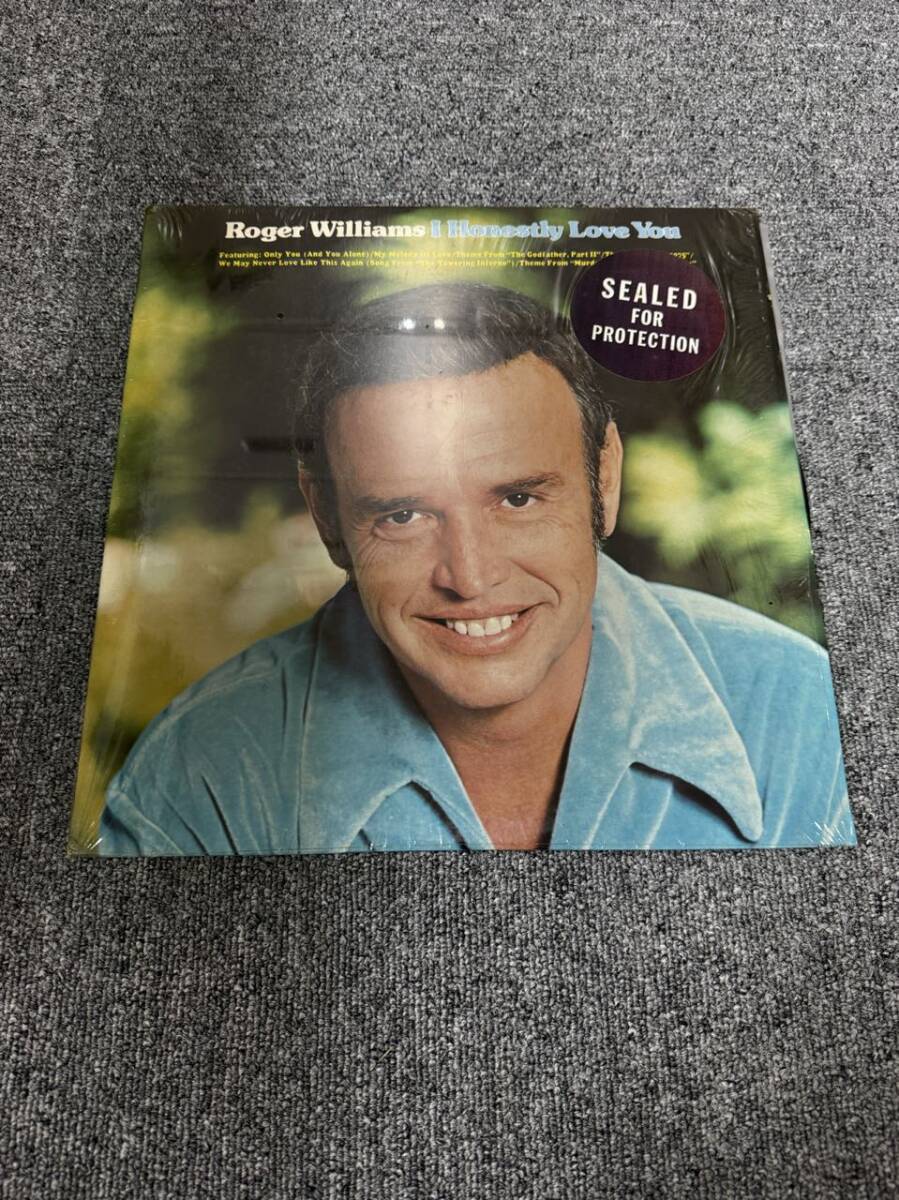 Roger Williams I Honestly Love You
Featuring: Only You (And You Alone)/My Melody Of Love/Theme From "The Godfather, Part II"/
We May Never Love Like This Again (Song From "The Towering Inferno")/Theme From
SEALED
FOR
PROTECTION